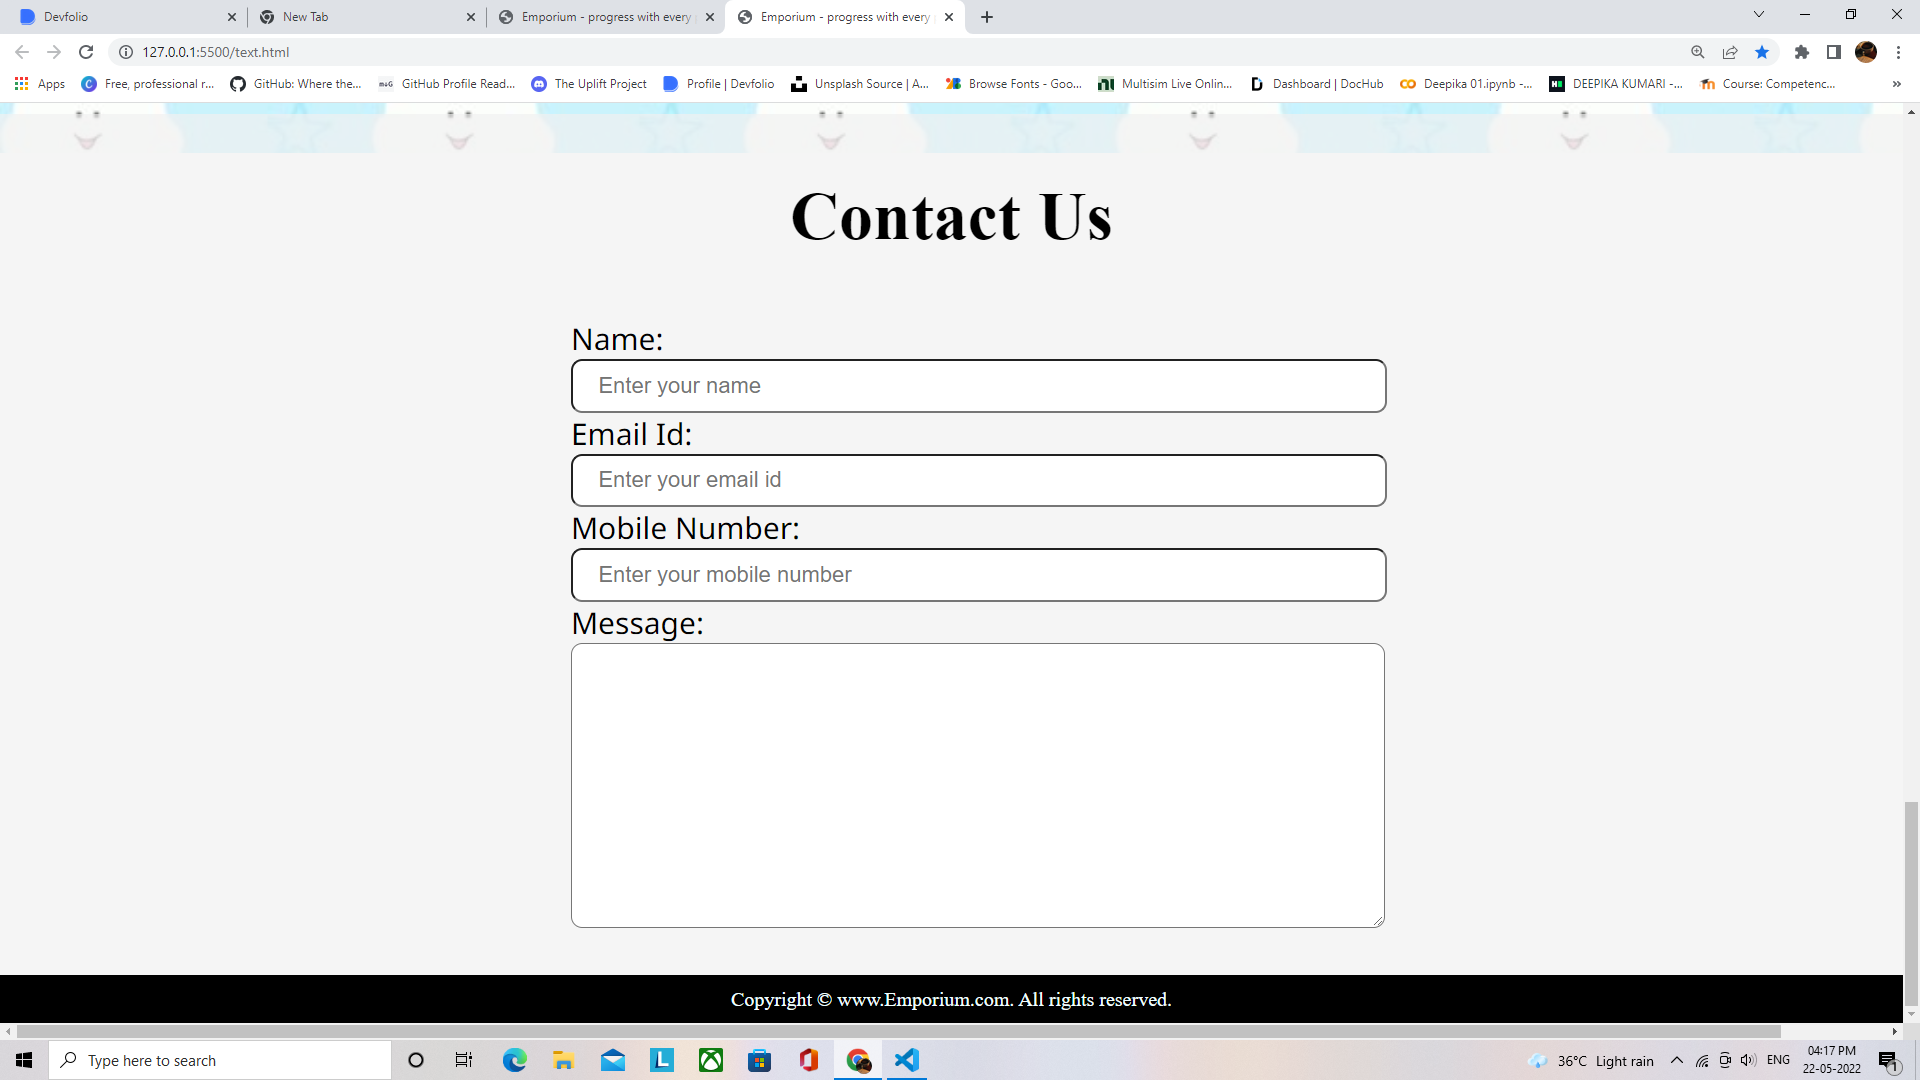 Devfolio
New Tab
Emporium - progress with every
Emporium - progress with every
127.0.0.1:5500/text.html
Apps
Free, professional r...
GitHub: Where the...
GitHub Profile Read...
The Uplift Project
Profile | Devfolio
Unsplash Source | A...
Browse Fonts - Goo...
Multisim Live Onlin...
Dashboard | DocHub
Deepika 01.ipynb -...
DEEPIKA KUMARI -...
Course: Competenc...
Contact Us
Name:
Enter your name
Email Id:
Enter your email id
Mobile Number:
Enter your mobile number
Message:
Copyright © www.Emporium.com. All rights reserved.
Type here to search
36°C Light rain
ENG
04:17 PM
22-05-2022
1